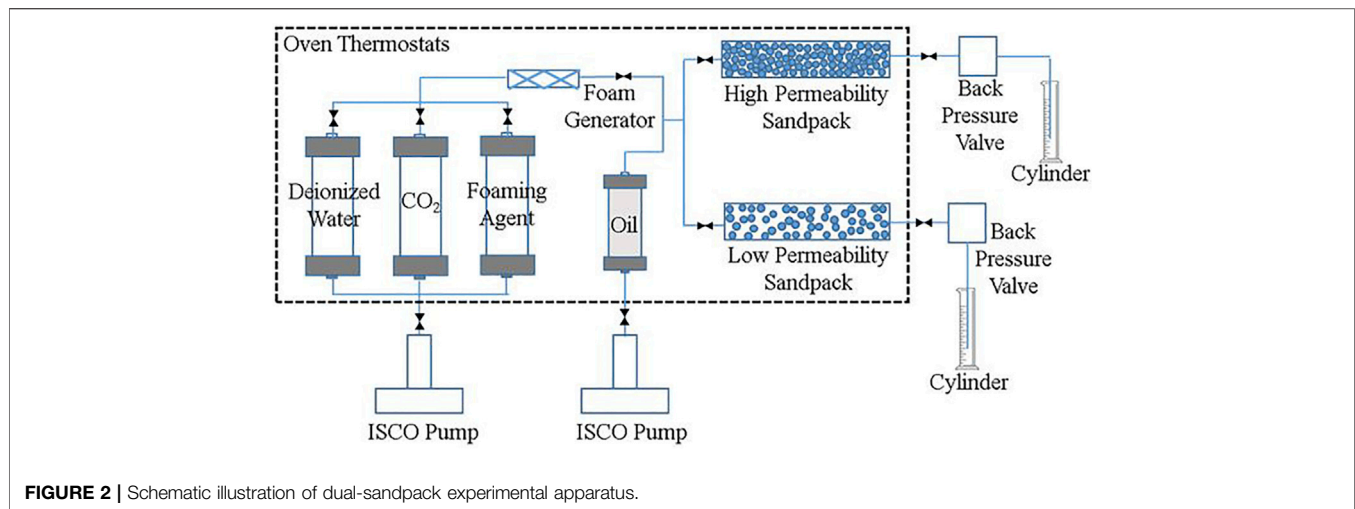 Oven Thermostats
Foam
Generator
High Permeability
Sandpack
Back
Pressure
Valve
Cylinder
Deionized
Water
CO₂
Foaming
Agent
Oil
Low Permeability
Sandpack
Back
Pressure
Valve
Cylinder
ISCO Pump
ISCO Pump
FIGURE 2 | Schematic illustration of dual-sandpack experimental apparatus.